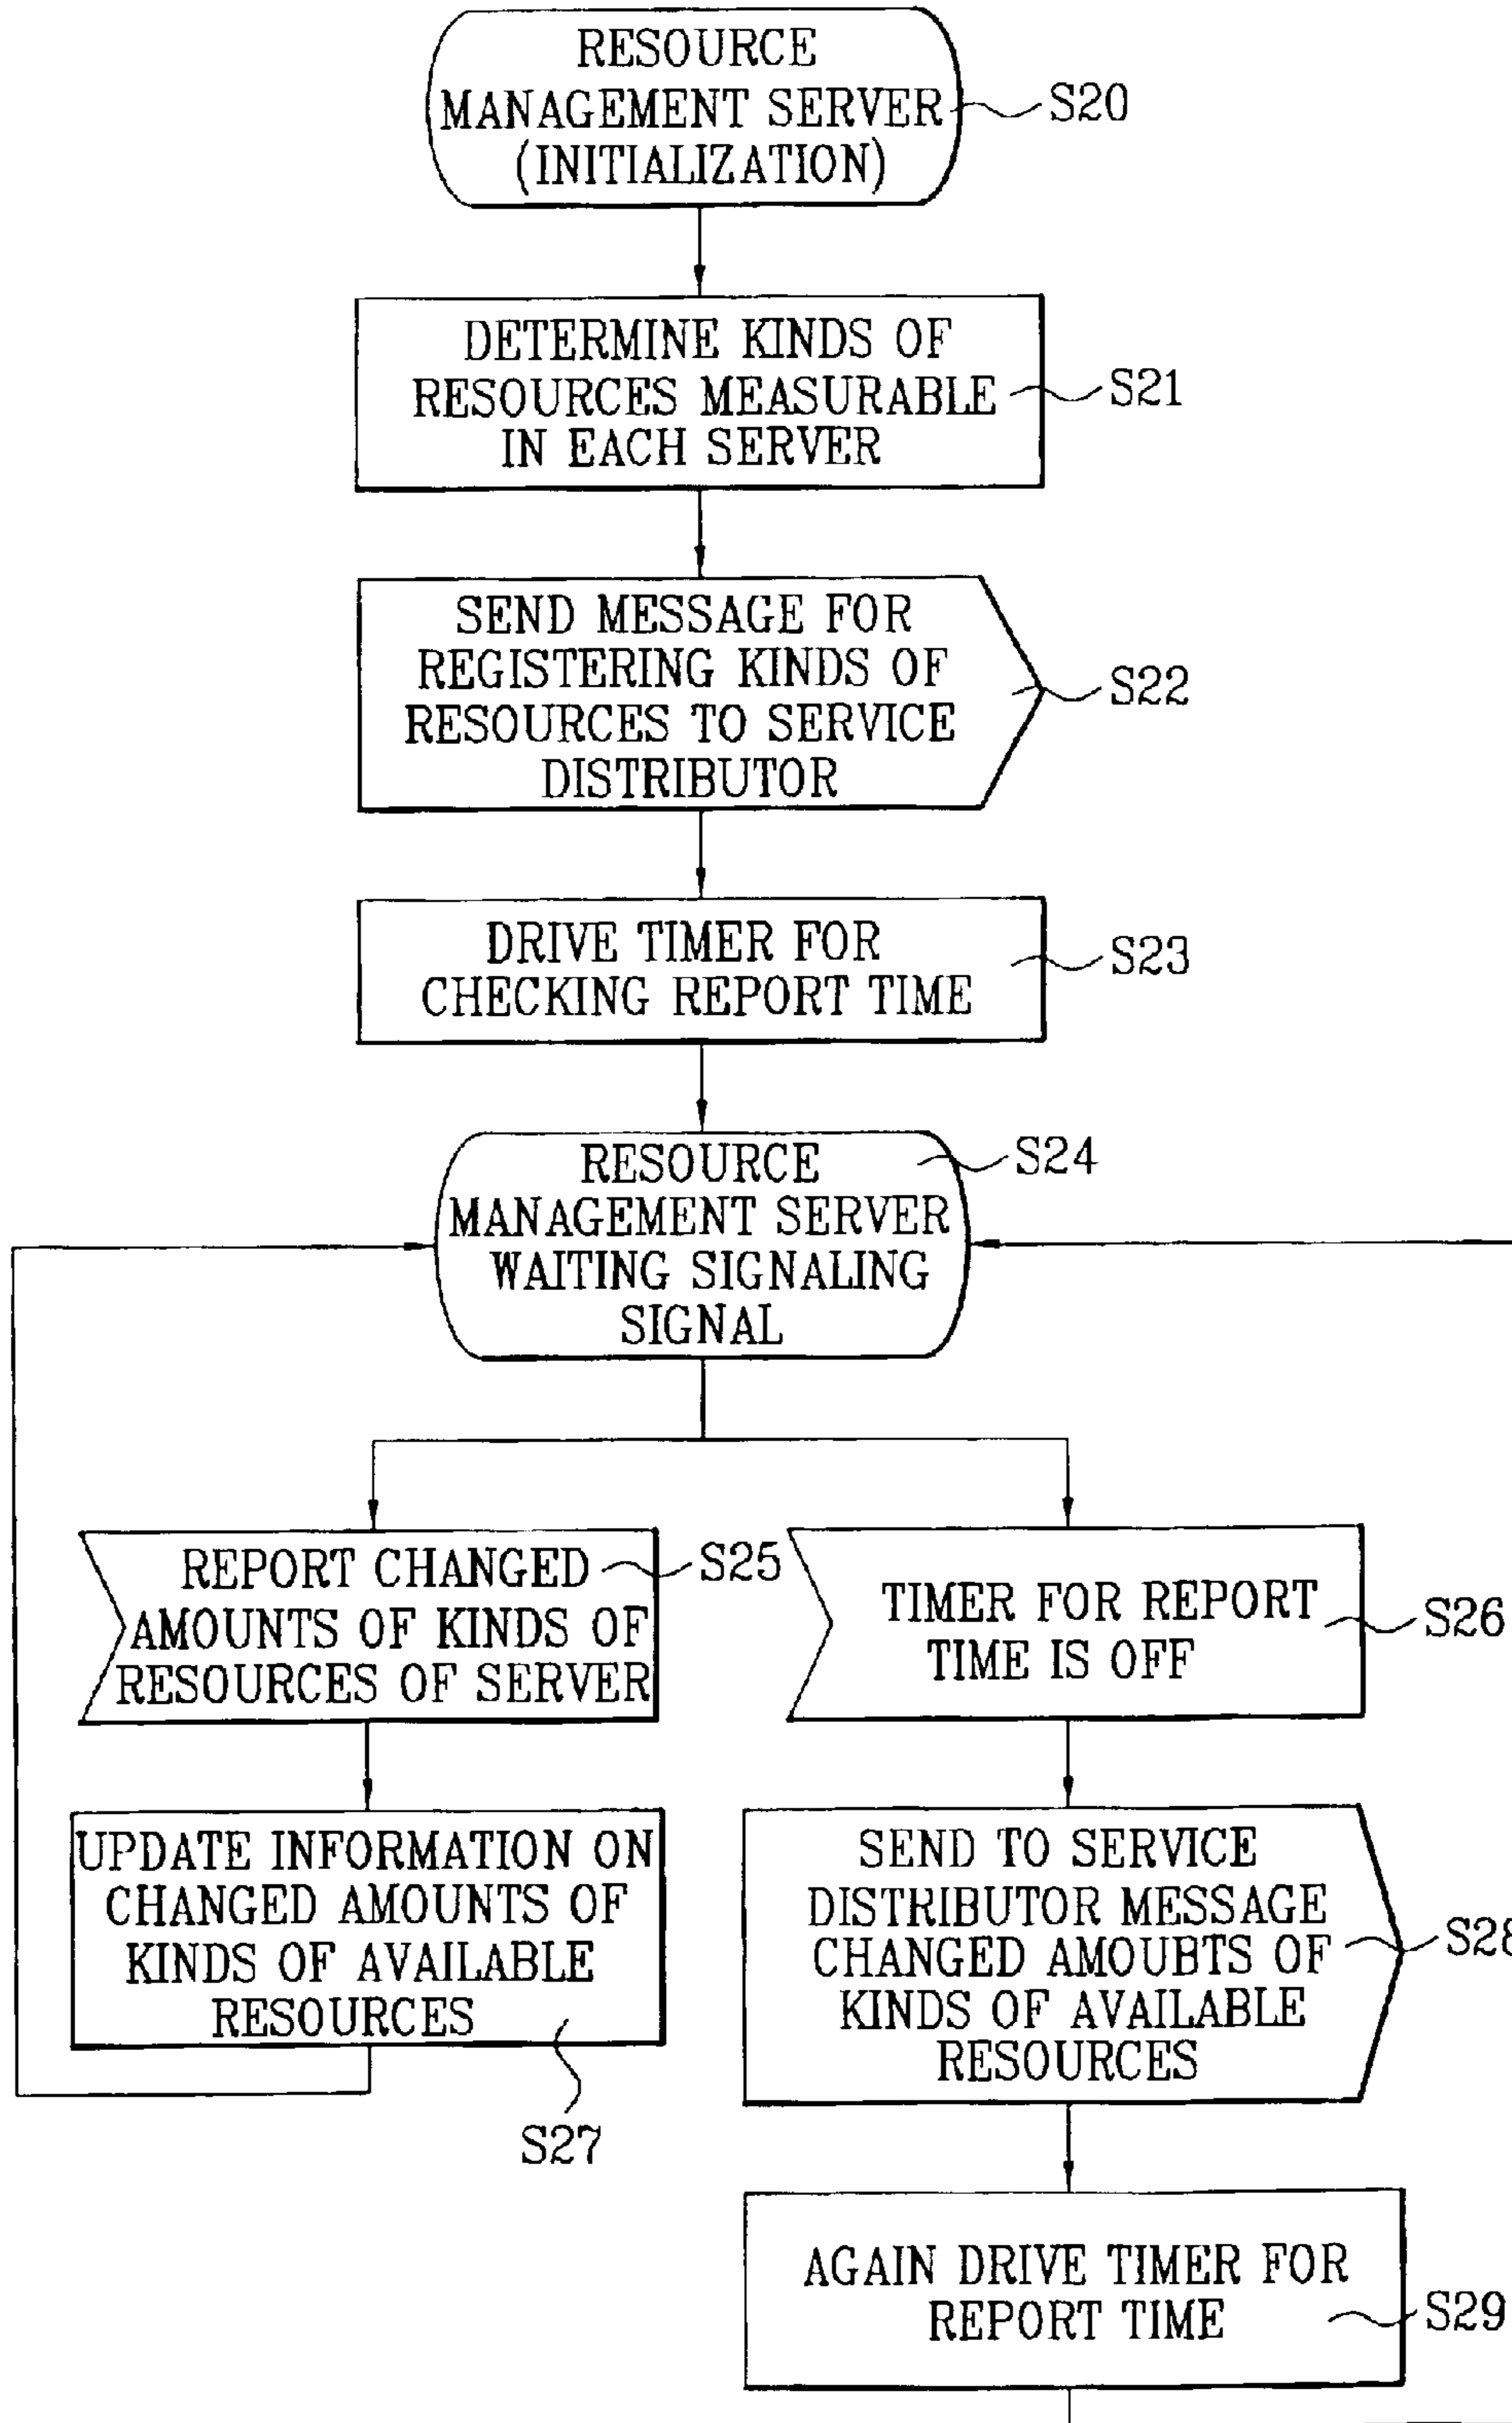 RESOURCE
MANAGEMENT SERVER
(INITIALIZATION)
S20
DETERMINE KINDS OF
RESOURCES MEASURABLE
IN EACH SERVER
S21
SEND MESSAGE FOR
REGISTERING KINDS OF
RESOURCES TO SERVICE
DISTRIBUTOR
S22
DRIVE TIMER FOR
CHECKING REPORT TIME
S23
RESOURCE
MANAGEMENT SERVER
WAITING SIGNALING
SIGNAL
S24
REPORT CHANGED
AMOUNTS OF KINDS OF
RESOURCES OF SERVER
S25
TIMER FOR REPORT
TIME IS OFF
S26
UPDATE INFORMATION ON
CHANGED AMOUNTS OF
KINDS OF AVAILABLE
RESOURCES
S27
SEND TO SERVICE
DISTRIBUTOR MESSAGE
CHANGED AMOUBTS OF
KINDS OF AVAILABLE
RESOURCES
S28
AGAIN DRIVE TIMER FOR
REPORT TIME
S29